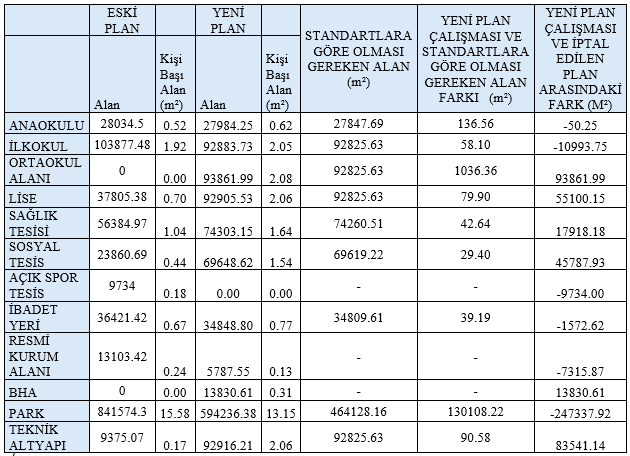 ESKİ PLAN YENİ PLAN STANDARTLARA GÖRE OLMASI GEREKEN ALAN (m²) YENİ PLAN ÇALIŞMASI VE STANDARTLARA GÖRE OLMASI GEREKEN ALAN FARKI (m²) YENİ PLAN ÇALIŞMASI VE İPTAL EDİLEN PLAN ARASINDAKİ FARK (M²)
Alan Kişi Başı Alan (m²) Alan Kişi Başı Alan (m²)
ANAOKULU 28034.5 0.52 27984.25 0.62 27847.69 136.56 -50.25
İLKOKUL 103877.48 1.92 92883.73 2.05 92825.63 58.10 -10993.75
ORTAOKUL ALANI 0 0.00 93861.99 2.08 92825.63 1036.36 93861.99
LİSE 37805.38 0.70 92905.53 2.06 92825.63 79.90 55100.15
SAĞLIK TESİSİ 56384.97 1.04 74303.15 1.64 74260.51 42.64 17918.18
SOSYAL TESİS 23860.69 0.44 69648.62 1.54 69619.22 29.40 45787.93
AÇIK SPOR TESİS 9734 0.18 0.00 0.00 - - -9734.00
İBADET YERİ 36421.42 0.67 34848.80 0.77 34809.61 39.19 -1572.62
RESMİ KURUM ALANI 13103.42 0.24 5787.55 0.13 - - -7315.87
BHA 0 0.00 13830.61 0.31 - - 13830.61
PARK 841574.3 15.58 594236.38 13.15 464128.16 130108.22 -247337.92
TEKNİK ALTYAPI 9375.07 0.17 92916.21 2.06 92825.63 90.58 83541.14